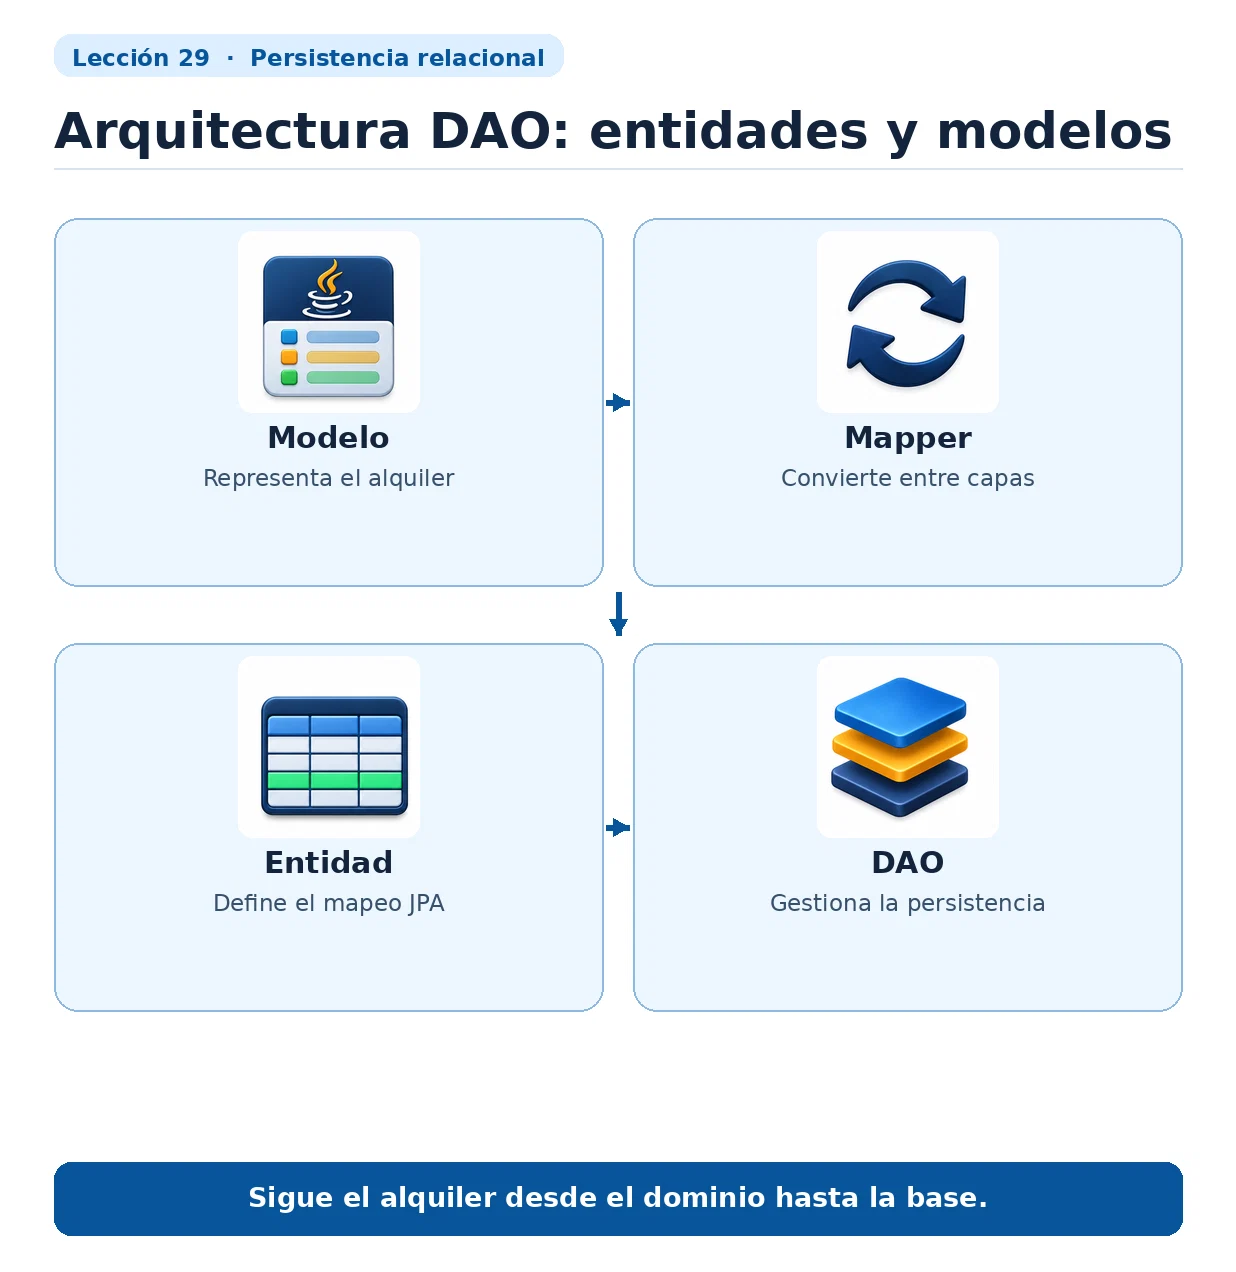 Lección 29 · Persistencia relacional
Arquitectura DAO: entidades y modelos
Modelo
Representa el alquiler
Mapper
Convierte entre capas
Entidad
Define el mapeo JPA
DAO
Gestiona la persistencia
Sigue el alquiler desde el dominio hasta la base.